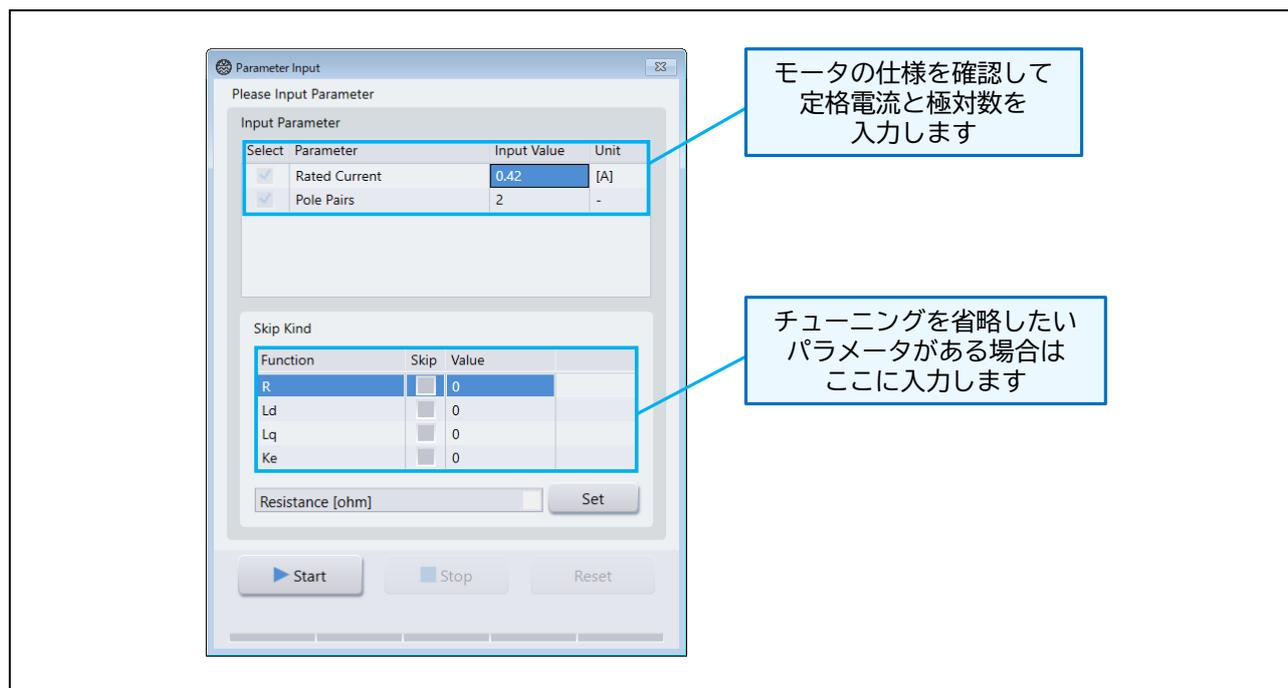 Parameter Input
Please Input Parameter
Input Parameter
Select Parameter Input Value Unit
Rated Current 0.42 [A]
Pole Pairs 2 -
モータの仕様を確認して
定格電流と極対数を
入力します
Skip Kind
Function Skip Value
R 0
Ld 0
Lq 0
Ke 0
Resistance [ohm] Set
チューニングを省略したい
パラメータがある場合は
ここに入力します
Start Stop Reset